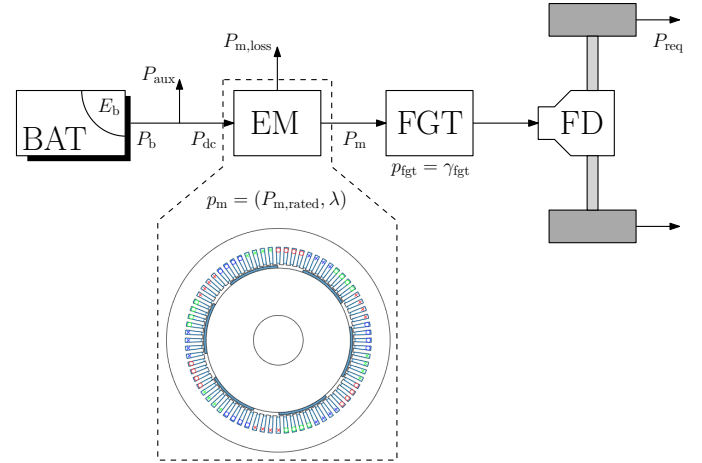 P_m,loss
P_req
P_aux
E_b
BAT
P_b
P_dc
EM
P_m
FGT
FD
p_fgt = γ_fgt
p_m = (P_m,rated, λ)